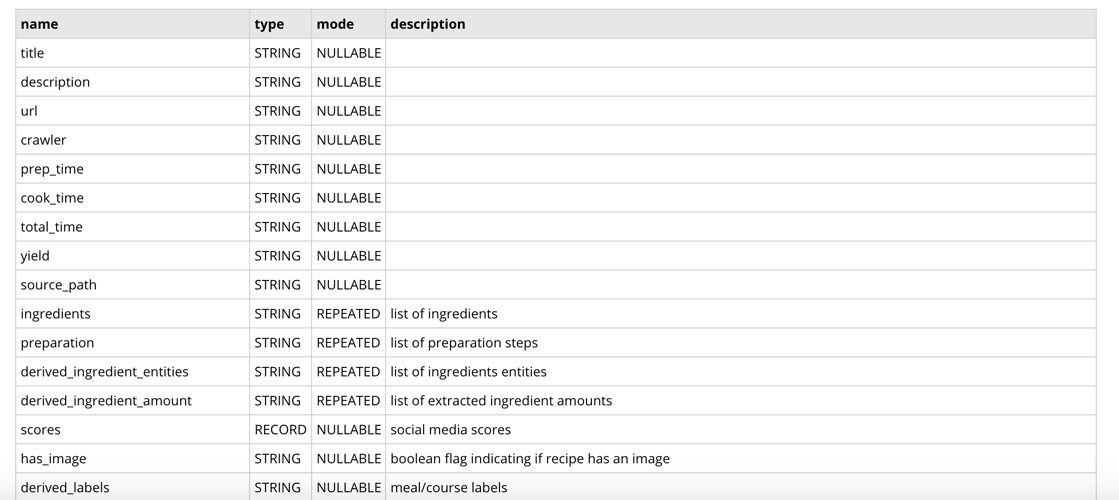 name type mode description
title STRING NULLABLE
description STRING NULLABLE
url STRING NULLABLE
crawler STRING NULLABLE
prep_time STRING NULLABLE
cook_time STRING NULLABLE
total_time STRING NULLABLE
yield STRING NULLABLE
source_path STRING NULLABLE
ingredients STRING REPEATED list of ingredients
preparation STRING REPEATED list of preparation steps
derived_ingredient_entities STRING REPEATED list of ingredients entities
derived_ingredient_amount STRING REPEATED list of extracted ingredient amounts
scores RECORD NULLABLE social media scores
has_image STRING NULLABLE boolean flag indicating if recipe has an image
derived_labels STRING NULLABLE meal/course labels